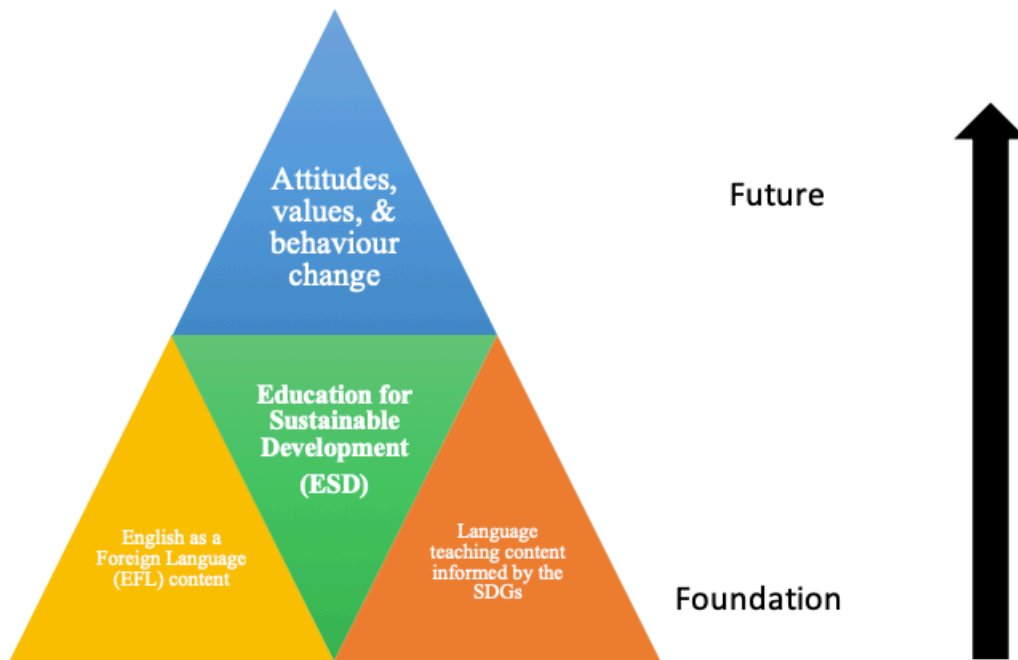 Attitudes,
values, &
behaviour
change
Future
Education for
Sustainable
Development
(ESD)
English as a
Foreign Language
(EFL) content
Language
teaching content
informed by the
SDGs
Foundation